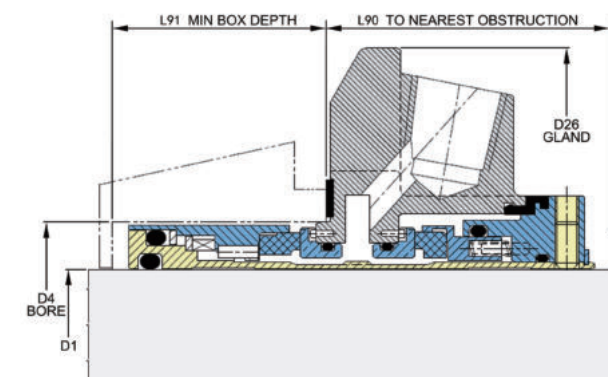 L91 MIN BOX DEPTH
L90 TO NEAREST OBSTRUCTION
D26
GLAND
D4
BORE
D1